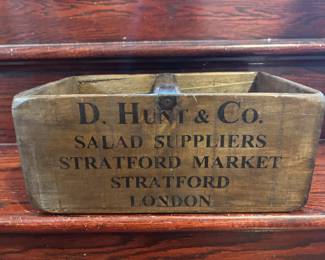 D. HUNT & CO.
SALAD SUPPLIERS
STRATFORD MARKET
STRATFORD
LONDON